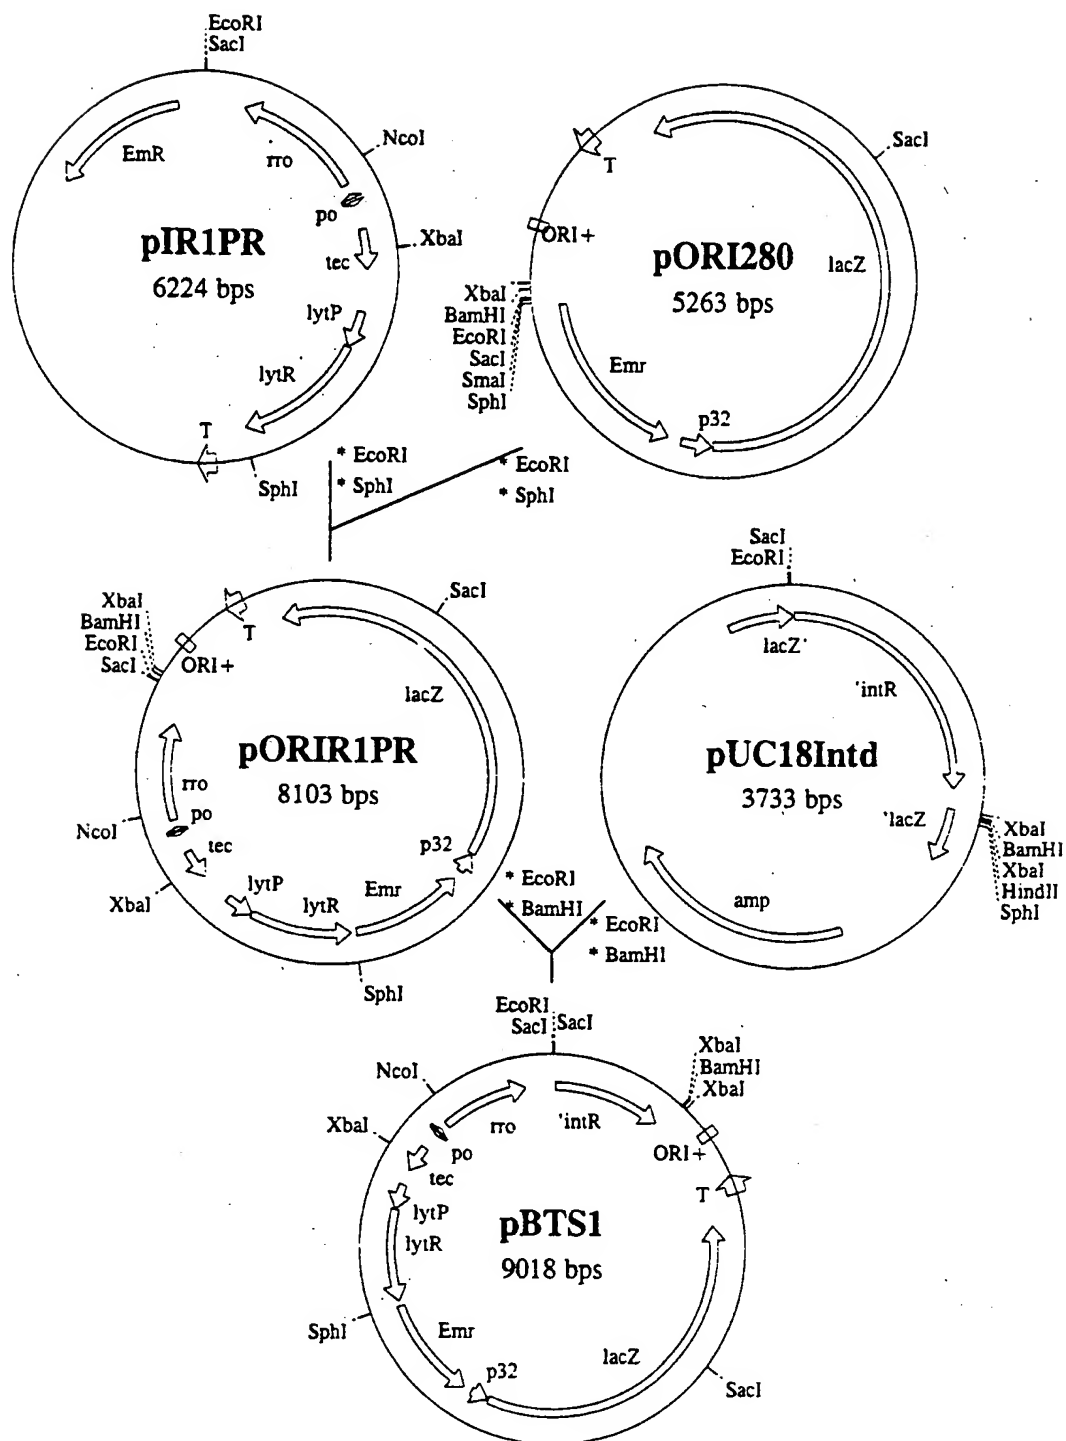 EcoRI
SacI
NcoI
EmR
rro
po
pIR1PR
6224 bps
tec
XbaI
lytP
lytR
T
SphI
T
SacI
ORI+
pORI280
5263 bps
lacZ
XbaI
BamHI
EcoRI
SacI
SmaI
SphI
Emr
p32
* EcoRI
* SphI
* EcoRI
* SphI
XbaI
BamHI
EcoRI
SacI
T
ORI+
SacI
lacZ
pORIR1PR
8103 bps
rro
po
NcoI
tec
XbaI
lytP
lytR
Emr
p32
SphI
SacI
EcoRI
lacZ'
'intR
pUC18Intd
3733 bps
'lacZ
XbaI
BamHI
XbaI
HindII
SphI
amp
* EcoRI
* BamHI
* EcoRI
* BamHI
EcoRI
SacI
SacI
XbaI
BamHI
XbaI
NcoI
XbaI
rro
'intR
po
ORI+
tec
T
lytP
lytR
pBTS1
9018 bps
SphI
Emr
p32
lacZ
SacI